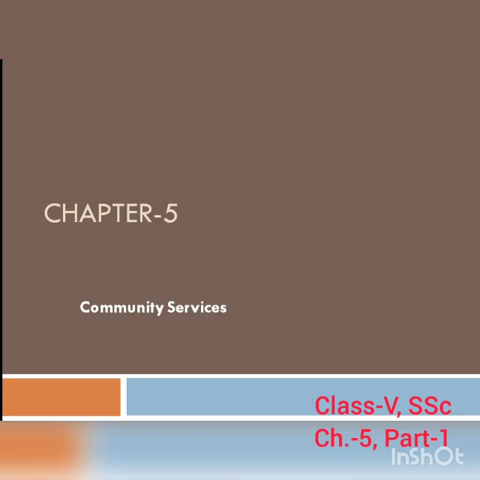 CHAPTER-5
Community Services
Class-V, SSc
Ch.-5, Part-1
InShOt